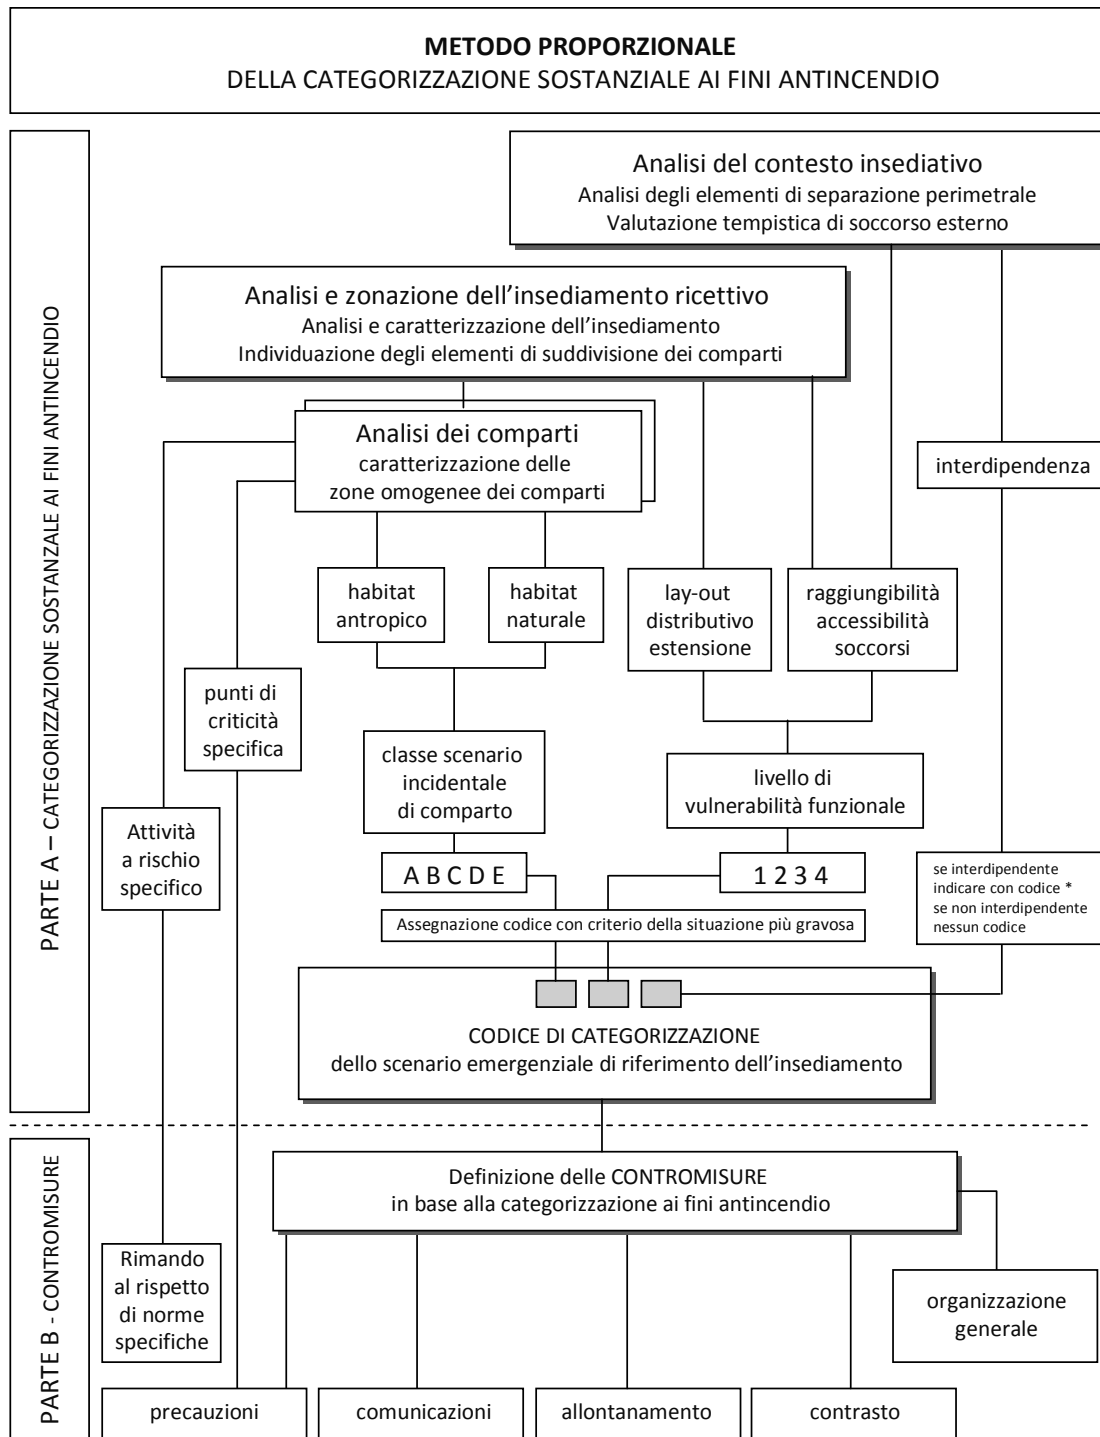 METODO PROPORZIONALE
DELLA CATEGORIZZAZIONE SOSTANZIALE AI FINI ANTINCENDIO
PARTE A – CATEGORIZZAZIONE SOSTANZALE AI FINI ANTINCENDIO
Analisi del contesto insediativo
Analisi degli elementi di separazione perimetrale
Valutazione tempistica di soccorso esterno
Analisi e zonazione dell’insediamento ricettivo
Analisi e caratterizzazione dell’insediamento
Individuazione degli elementi di suddivisione dei comparti
Analisi dei comparti
caratterizzazione delle
zone omogenee dei comparti
interdipendenza
habitat
antropico
habitat
naturale
lay-out
distributivo
estensione
raggiungibilità
accessibilità
soccorsi
punti di
criticità
specifica
classe scenario
incidentale
di comparto
livello di
vulnerabilità funzionale
Attività
a rischio
specifico
A B C D E
1 2 3 4
se interdipendente
indicare con codice *
se non interdipendente
nessun codice
Assegnazione codice con criterio della situazione più gravosa
CODICE DI CATEGORIZZAZIONE
dello scenario emergenziale di riferimento dell’insediamento
PARTE B - CONTROMISURE
Definizione delle CONTROMISURE
in base alla categorizzazione ai fini antincendio
Rimando
al rispetto
di norme
specifiche
organizzazione
generale
precauzioni
comunicazioni
allontanamento
contrasto